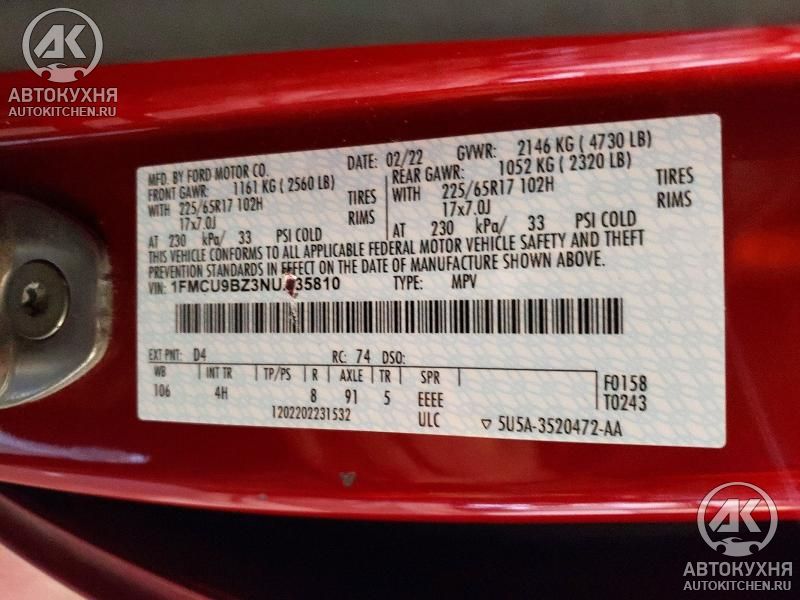 АК
АВТОКУХНЯ
AUTOKITCHEN.RU
MFD. BY FORD MOTOR CO. DATE: 02/22 GVWR: 2146 KG ( 4730 LB)
FRONT GAWR: 1161 KG ( 2560 LB) REAR GAWR: 1052 KG ( 2320 LB)
WITH 225/65R17 102H TIRES WITH 225/65R17 102H TIRES
17x7.0J RIMS 17x7.0J RIMS
AT 230 kPa/ 33 PSI COLD AT 230 kPa/ 33 PSI COLD
THIS VEHICLE CONFORMS TO ALL APPLICABLE FEDERAL MOTOR VEHICLE SAFETY AND THEFT
PREVENTION STANDARDS IN EFFECT ON THE DATE OF MANUFACTURE SHOWN ABOVE.
VIN: TYPE: MPV
EXT PNT: D4 RC: 74 DSO:
WB INT TR TP/PS R AXLE TR SPR
106 4H 8 91 5 EEEE
F0158
T0243
1202202231532 ULC ▽ 5U5A-3520472-AA
АК
АВТОКУХНЯ
AUTOKITCHEN.RU